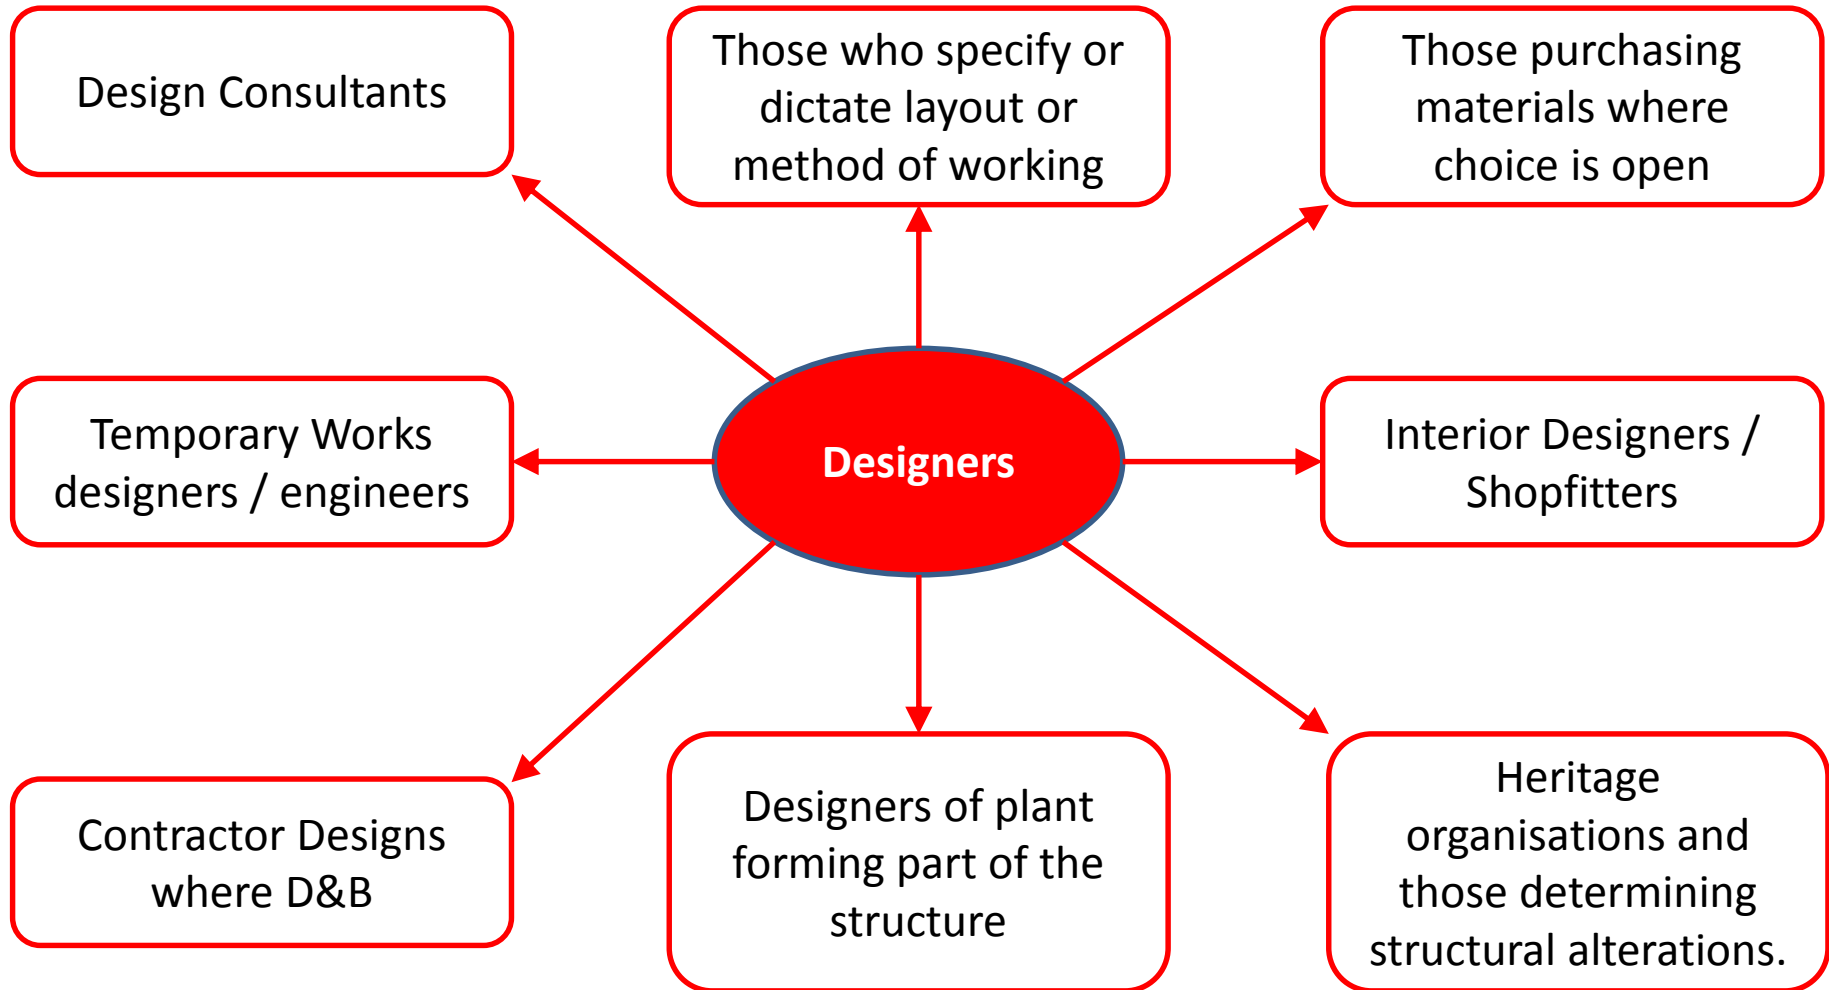 Design Consultants
Those who specify or
dictate layout or
method of working
Those purchasing
materials where
choice is open
Temporary Works
designers / engineers
Designers
Interior Designers /
Shopfitters
Contractor Designs
where D&B
Designers of plant
forming part of the
structure
Heritage
organisations and
those determining
structural alterations.